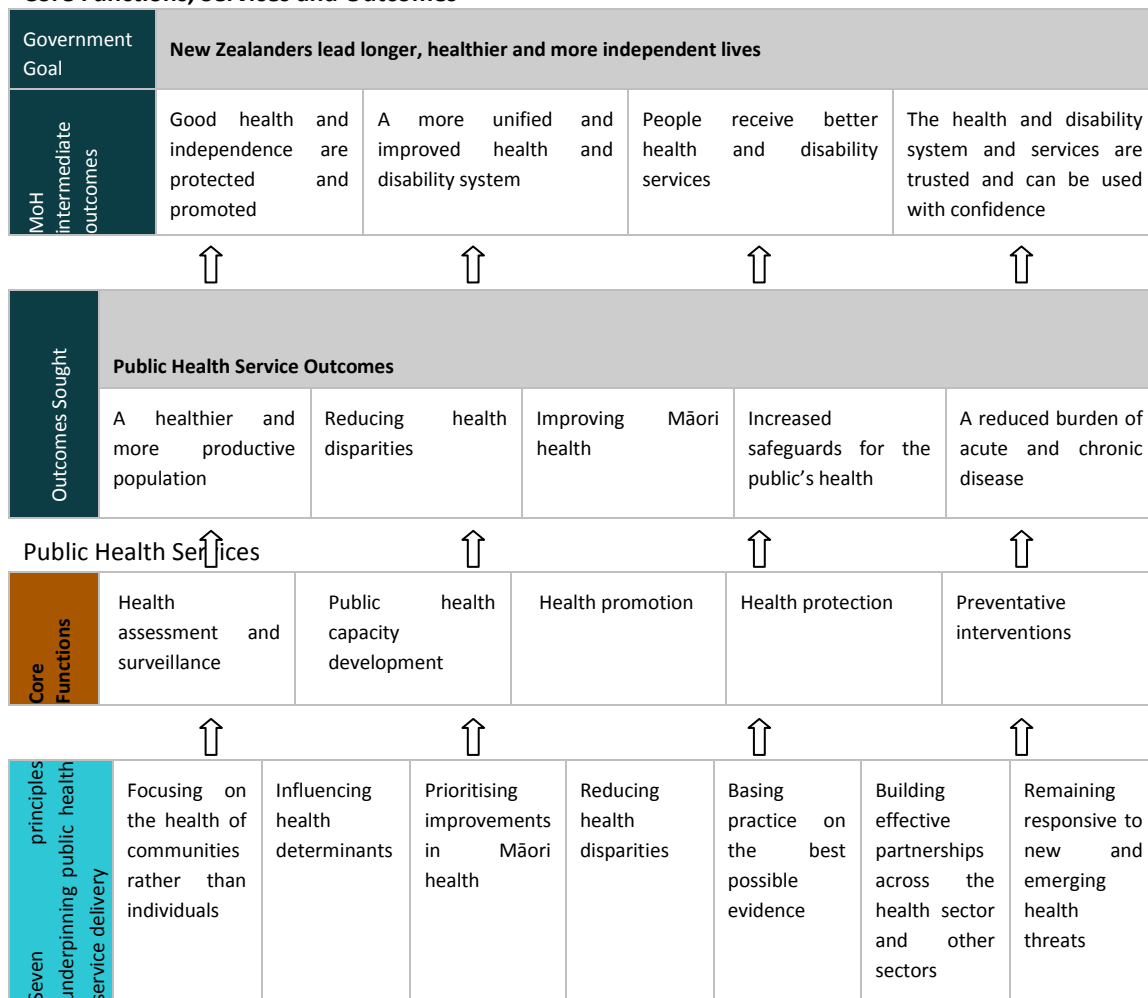 Core Functions, Services and Outcomes
Government
Goal
New Zealanders lead longer, healthier and more independent lives
MoH
intermediate
outcomes
Good health and
independence are
protected and
promoted
A more unified and
improved health and
disability system
People receive better
health and disability
services
The health and disability
system and services are
trusted and can be used
with confidence
Outcomes Sought
Public Health Service Outcomes
A healthier and
more productive
population
Reducing health
disparities
Improving Māori
health
Increased
safeguards for the
public’s health
A reduced burden of
acute and chronic
disease
Public Health Services
Core
Functions
Health
assessment and
surveillance
Public health
capacity
development
Health promotion
Health protection
Preventative
interventions
Seven principles
underpinning public health
service delivery
Focusing on
the health of
communities
rather than
individuals
Influencing
health
determinants
Prioritising
improvements
in Māori
health
Reducing
health
disparities
Basing
practice on
the best
possible
evidence
Building
effective
partnerships
across the
health sector
and other
sectors
Remaining
responsive to
new and
emerging
health
threats